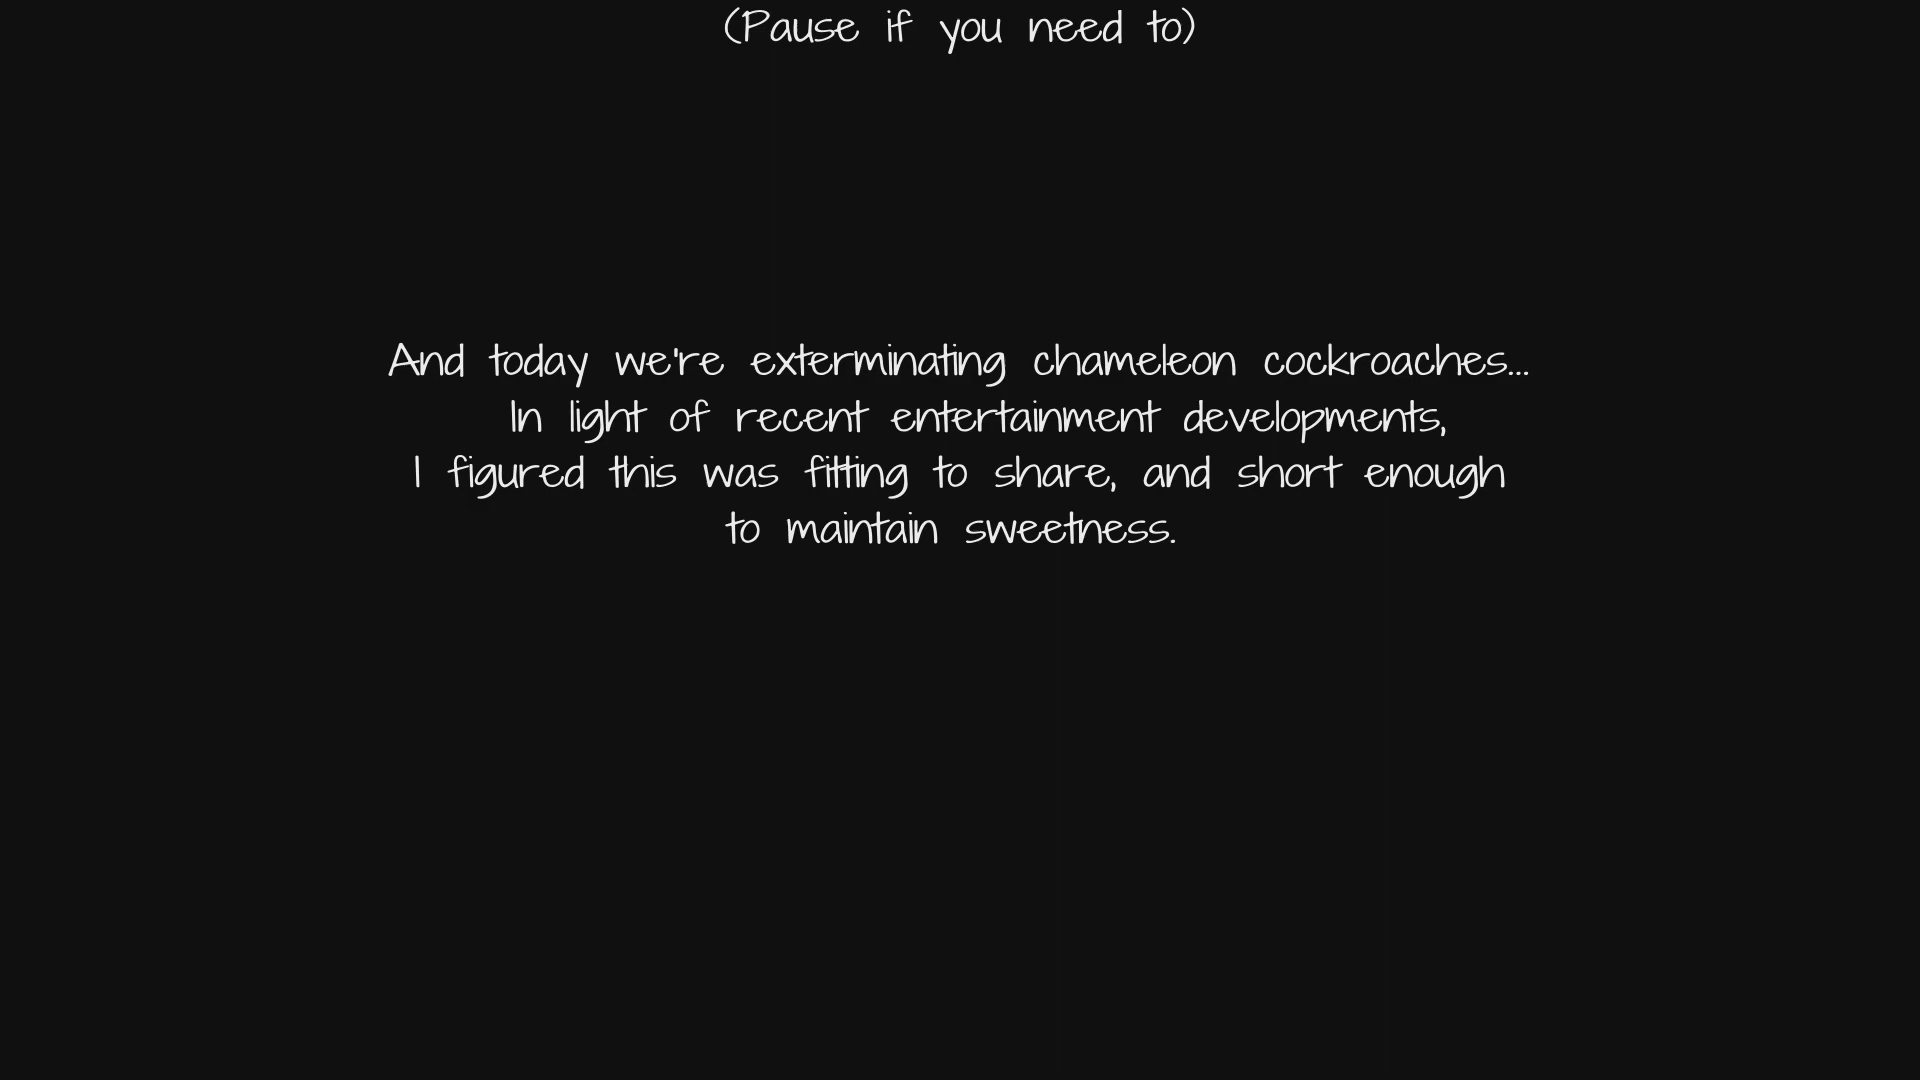 (Pause if you need to)
And today we're exterminating chameleon cockroaches...
In light of recent entertainment developments,
I figured this was fitting to share, and short enough
to maintain sweetness.